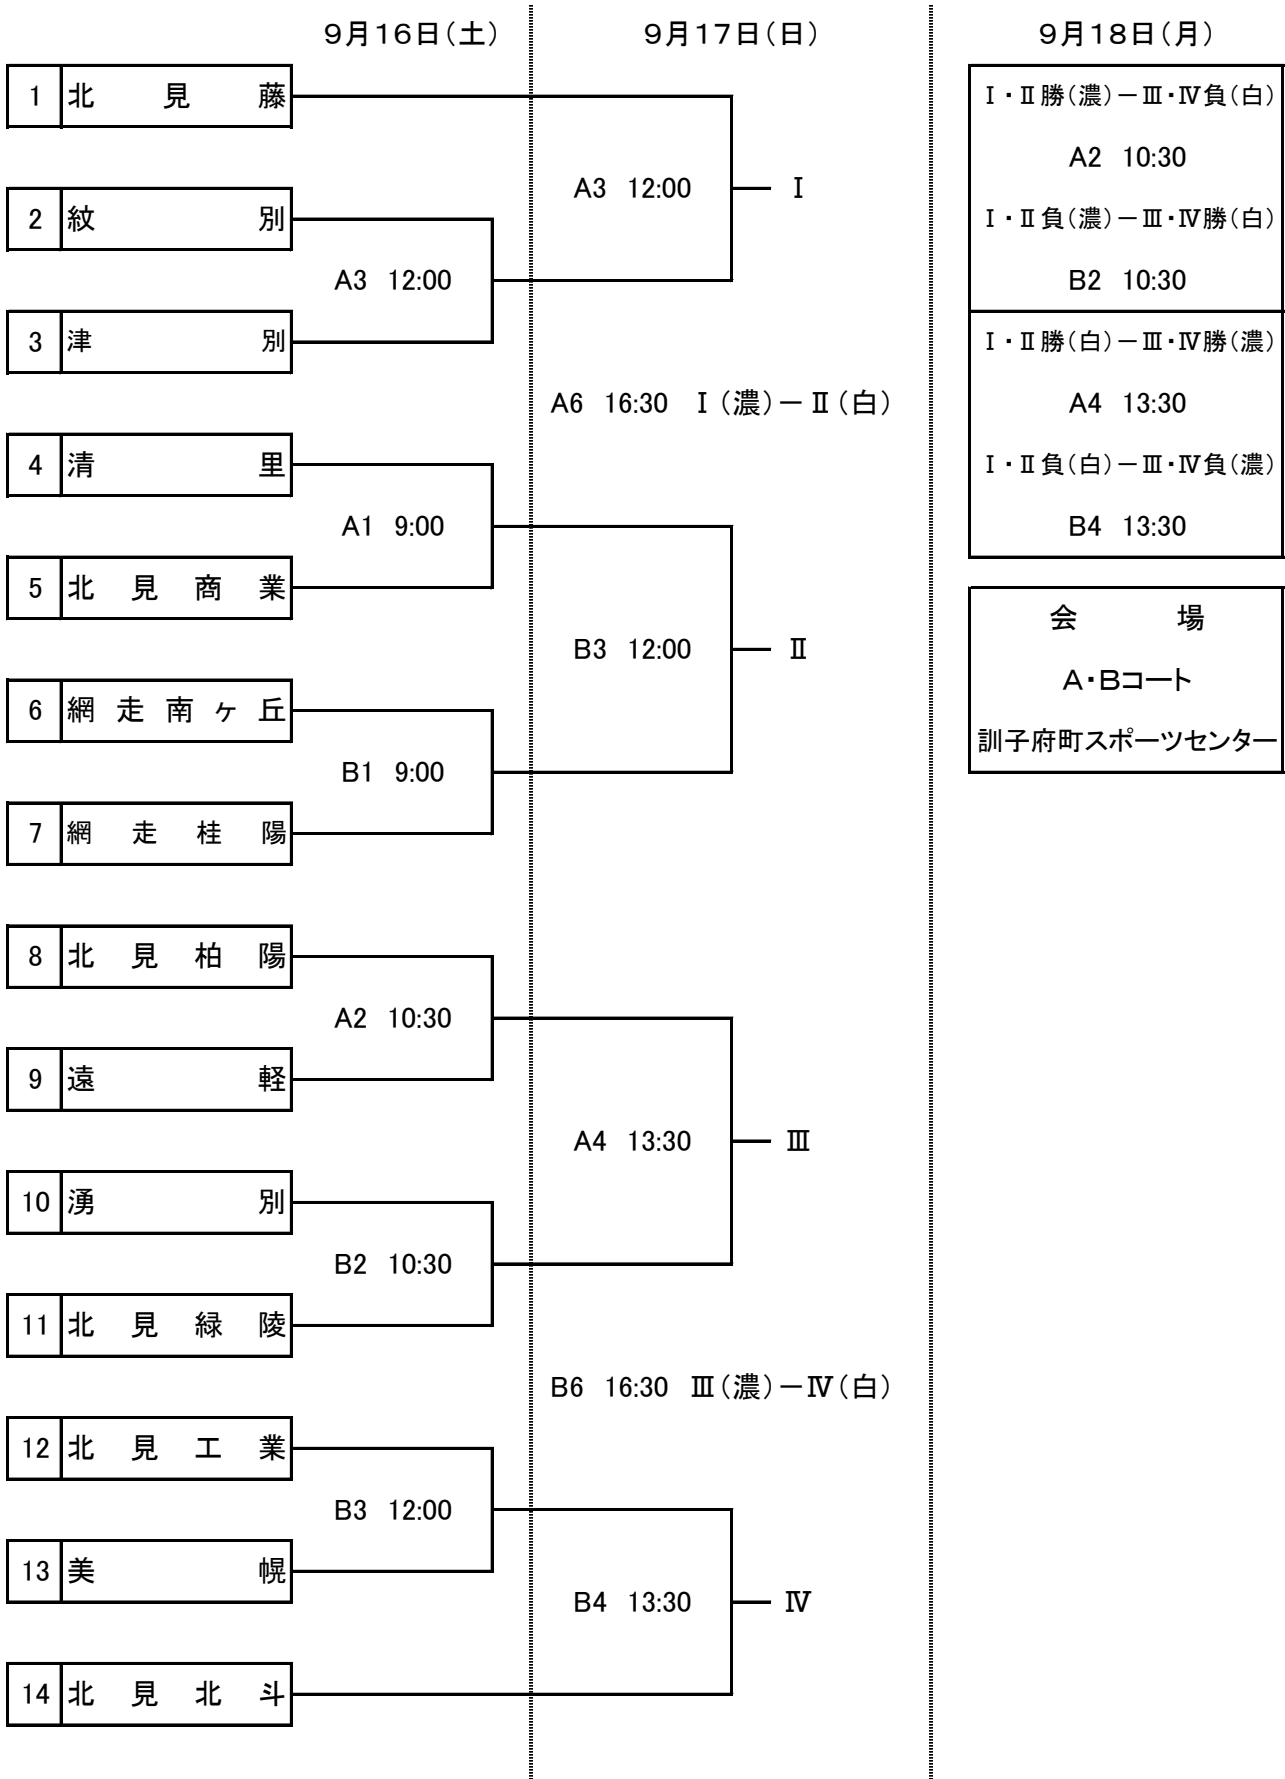 9月16日(土)
9月17日(日)
9月18日(月)
1 北見藤
2 紋別
3 津別
4 清里
5 北見商業
6 網走南ヶ丘
7 網走桂陽
8 北見柏陽
9 遠軽
10 湧別
11 北見緑陵
12 北見工業
13 美幌
14 北見北斗
A3 12:00
A1 9:00
B1 9:00
A2 10:30
B2 10:30
B3 12:00
A3 12:00 Ⅰ
A6 16:30 Ⅰ(濃)ーⅡ(白)
B3 12:00 Ⅱ
A4 13:30 Ⅲ
B6 16:30 Ⅲ(濃)ーⅣ(白)
B4 13:30 Ⅳ
Ⅰ・Ⅱ勝(濃)ーⅢ・Ⅳ負(白)
A2 10:30
Ⅰ・Ⅱ負(濃)ーⅢ・Ⅳ勝(白)
B2 10:30
Ⅰ・Ⅱ勝(白)ーⅢ・Ⅳ勝(濃)
A4 13:30
Ⅰ・Ⅱ負(白)ーⅢ・Ⅳ負(濃)
B4 13:30
会場
A・Bコート
訓子府町スポーツセンター